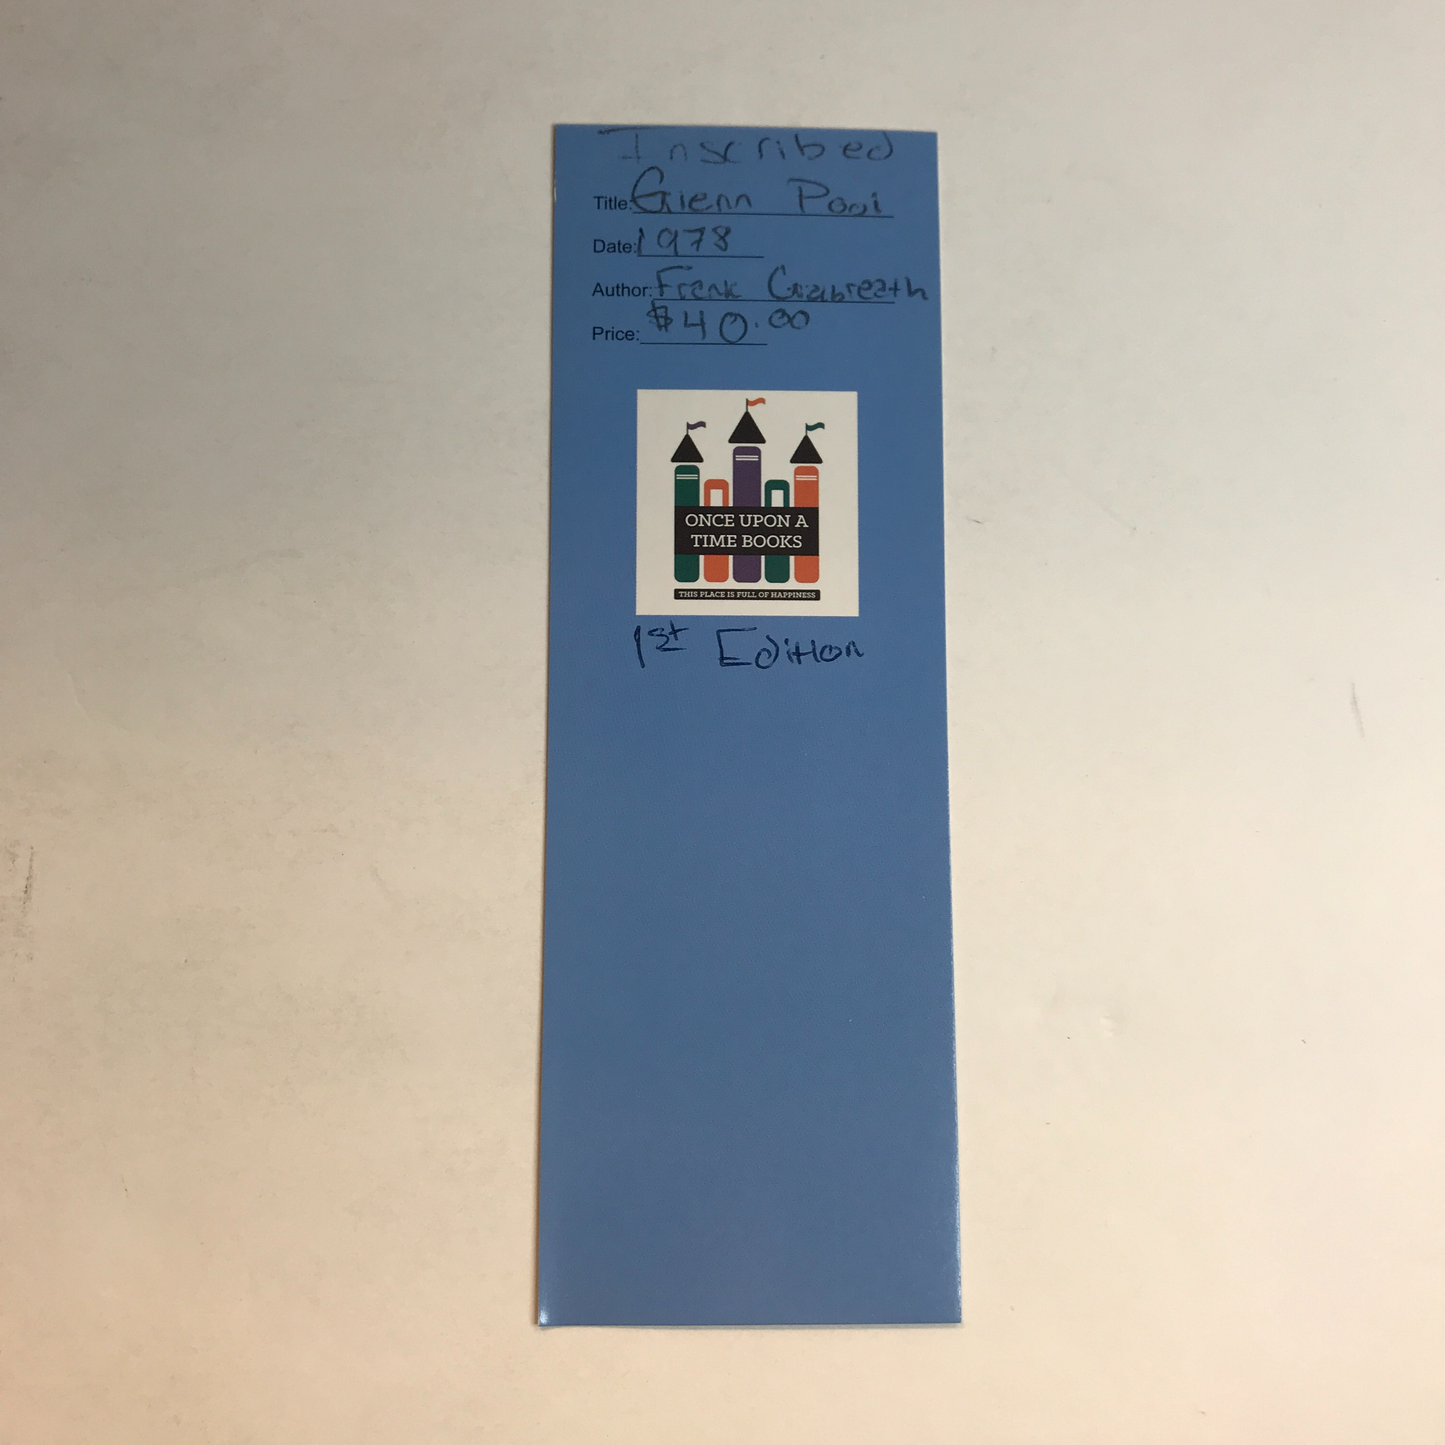 Inscribed
Title: Glenn Pool
Date: 1978
Author: Frank Galbreath
Price: $40.00
ONCE UPON A
TIME BOOKS
THIS PLACE IS FULL OF HAPPINESS
1st Edition